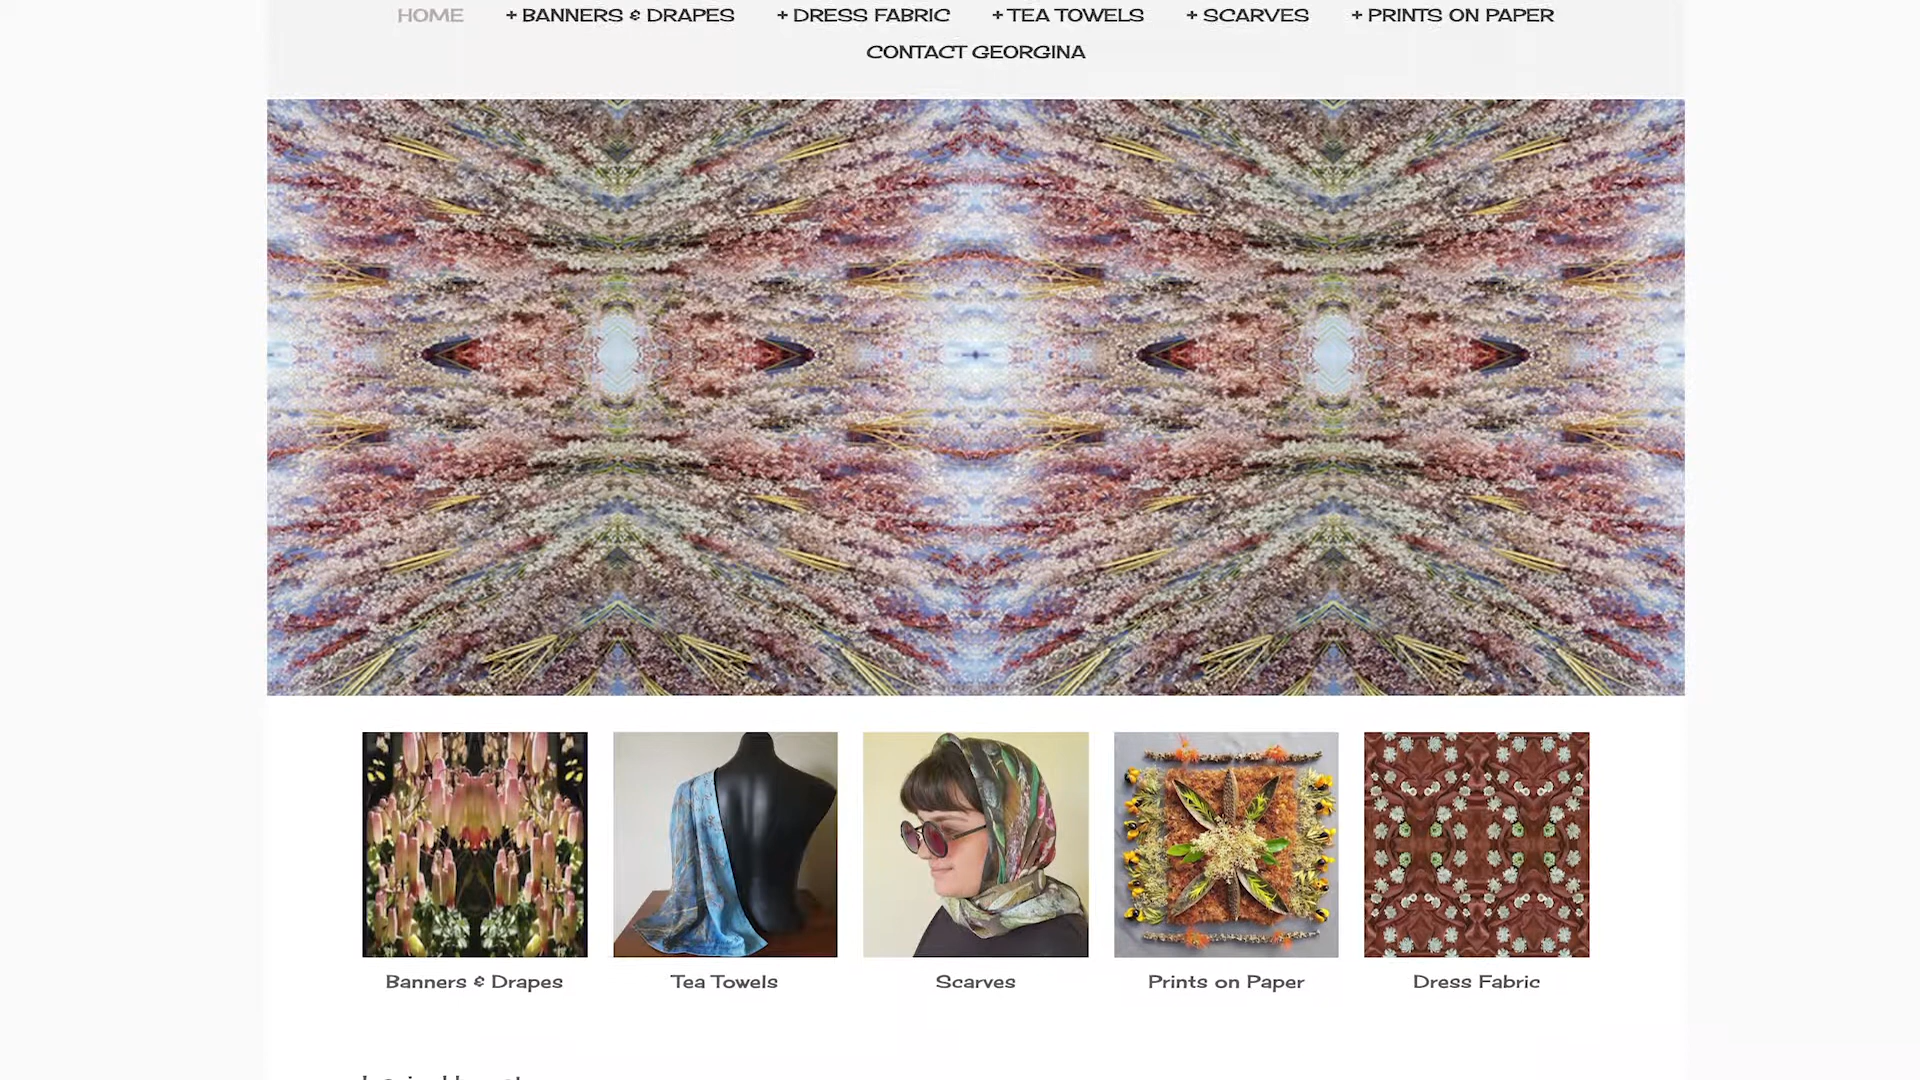 HOME + BANNERS & DRAPES + DRESS FABRIC + TEA TOWELS + SCARVES + PRINTS ON PAPER
CONTACT GEORGINA
Banners & Drapes Tea Towels Scarves Prints on Paper Dress Fabric